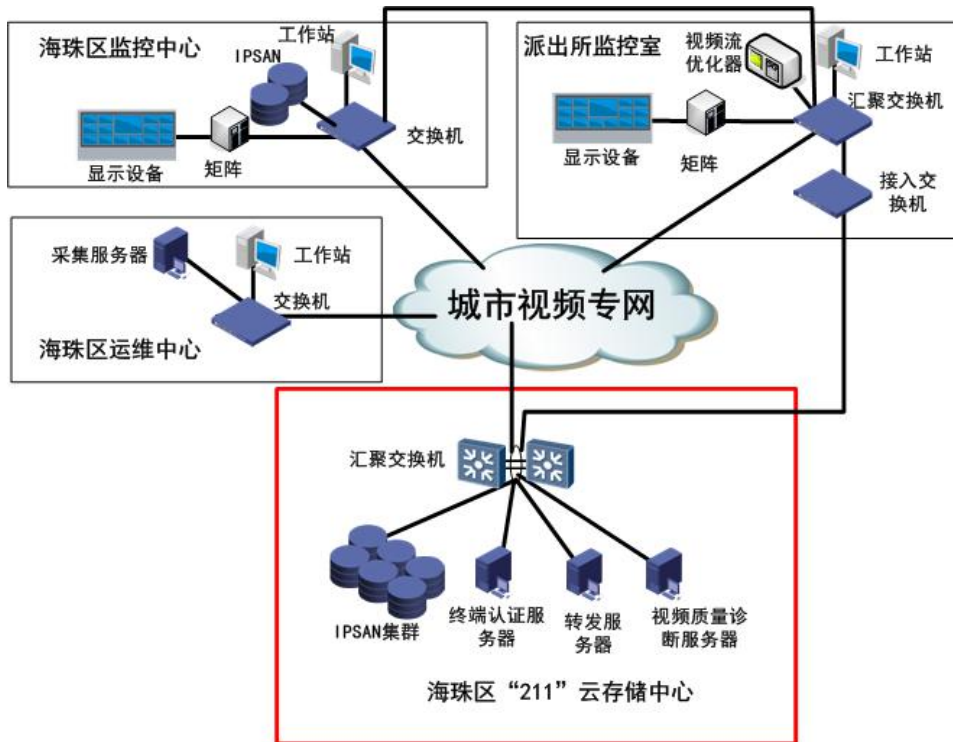 海珠区监控中心
工作站
IPSAN
交换机
显示设备
矩阵
派出所监控室
视频流
优化器
工作站
汇聚交换机
显示设备
矩阵
接入交
换机
采集服务器
工作站
交换机
海珠区运维中心
城市视频专网
汇聚交换机
IPSAN集群
终端认证服
务器
转发服
务器
视频质量诊
断服务器
海珠区“211”云存储中心